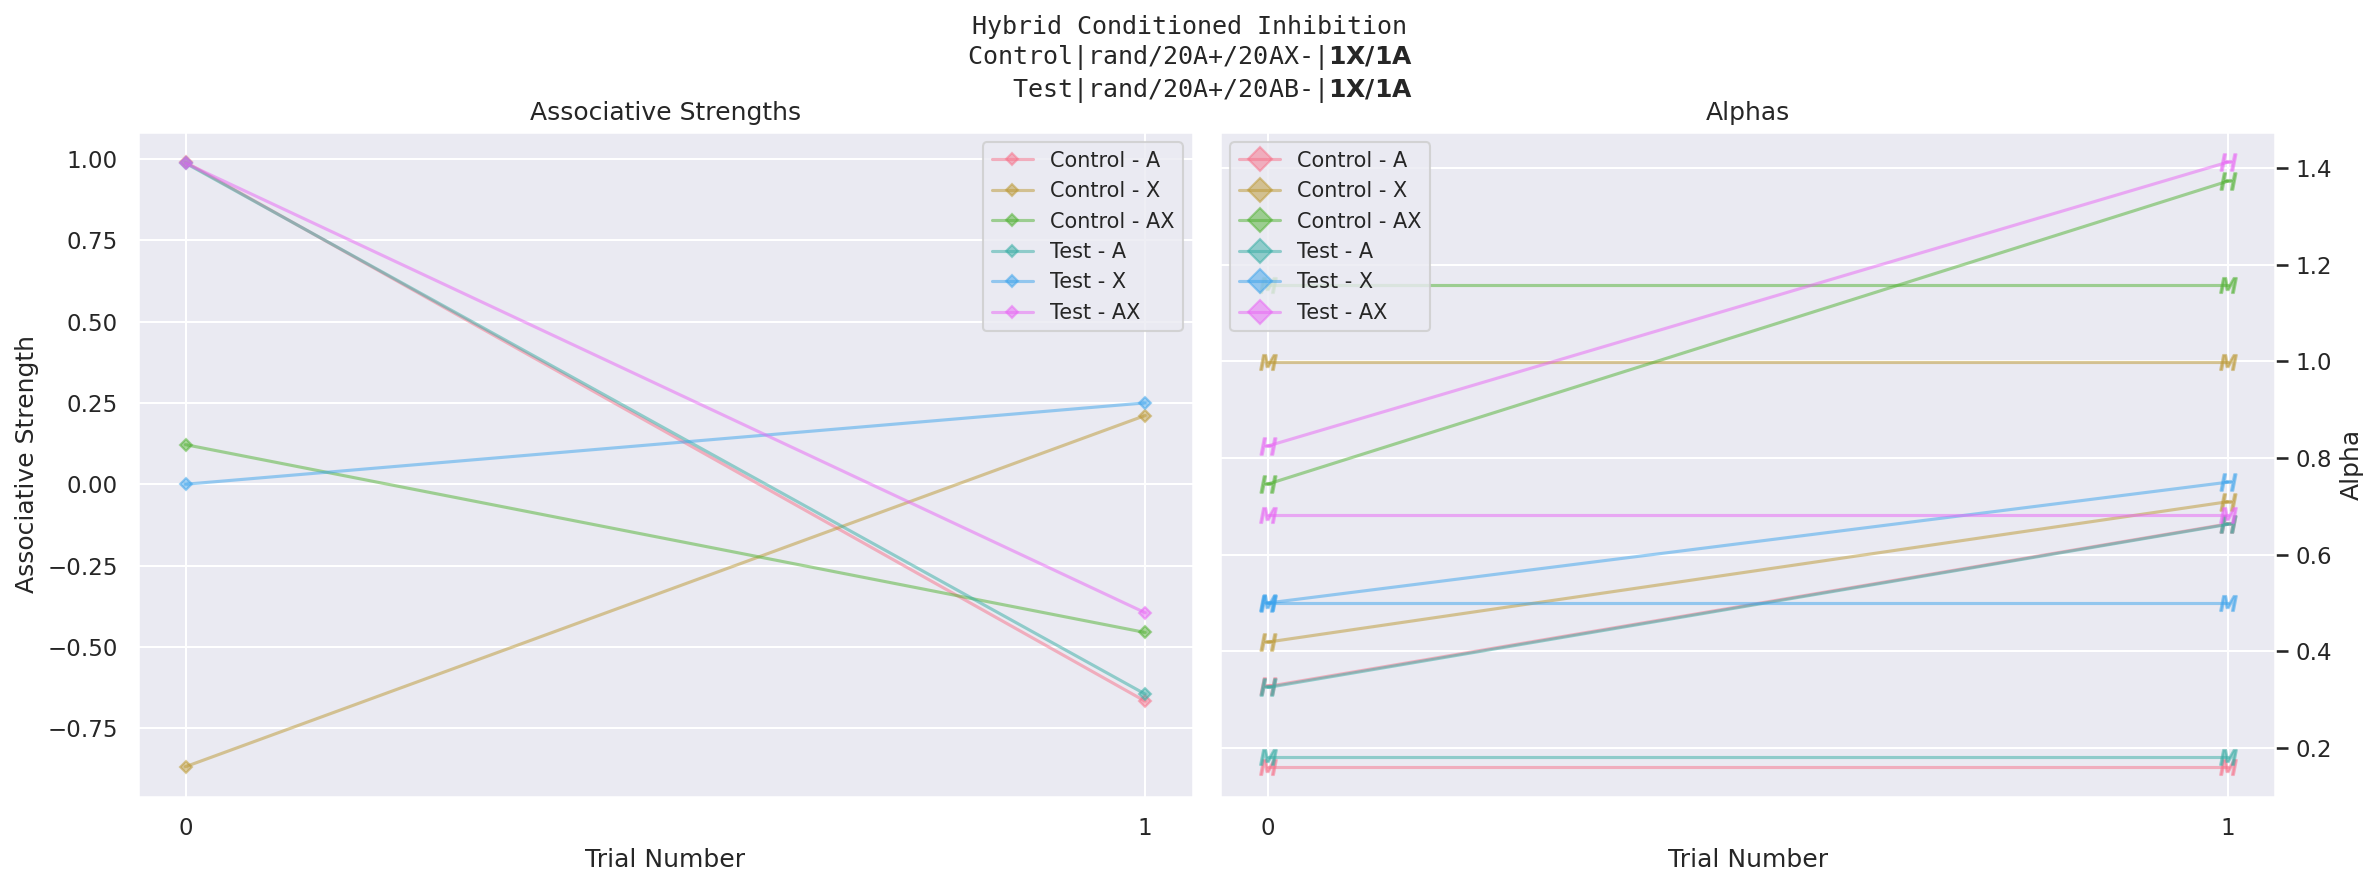 Hybrid Conditioned Inhibition
Control|rand/20A+/20AX-|1X/1A
Test|rand/20A+/20AB-|1X/1A
Associative Strengths
Associative Strength
1.00
0.75
0.50
0.25
0.00
−0.25
−0.50
−0.75
Control - A
Control - X
Control - AX
Test - A
Test - X
Test - AX
0
1
Trial Number
Alphas
Control - A
Control - X
Control - AX
Test - A
Test - X
Test - AX
H
H
M
M
M
H
H
M
M
H
M
H
H
M
M
H
H
M
M
H
H
M
M
1.4
1.2
1.0
0.8
0.6
0.4
0.2
Alpha
0
1
Trial Number